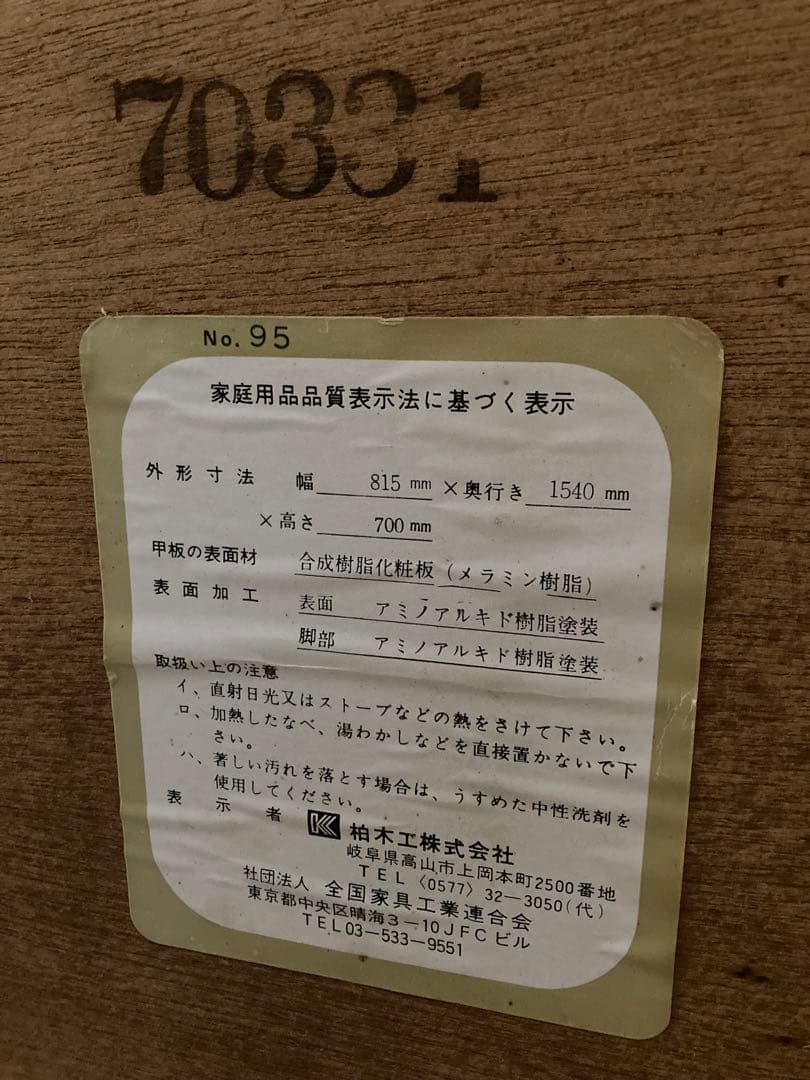 70331
No. 95
家庭用品品質表示法に基づく表示
外形寸法 幅 815 mm ×奥行き 1540 mm
×高さ 700 mm
甲板の表面材 合成樹脂化粧板(メラミン樹脂)
表面加工 表面 アミノアルキド樹脂塗装
脚部 アミノアルキド樹脂塗装
取扱い上の注意
イ、直射日光又はストーブなどの熱をさけて下さい。
ロ、加熱したなべ、湯わかしなどを直接置かないで下
さい。
ハ、著しい汚れを落とす場合は、うすめた中性洗剤を
使用してください。
表示者 柏木工株式会社
岐阜県高山市上岡本町2500番地
TEL〈0577〉32-3050(代)
社団法人 全国家具工業連合会
東京都中央区晴海3-10JFCビル
TEL03-533-9551